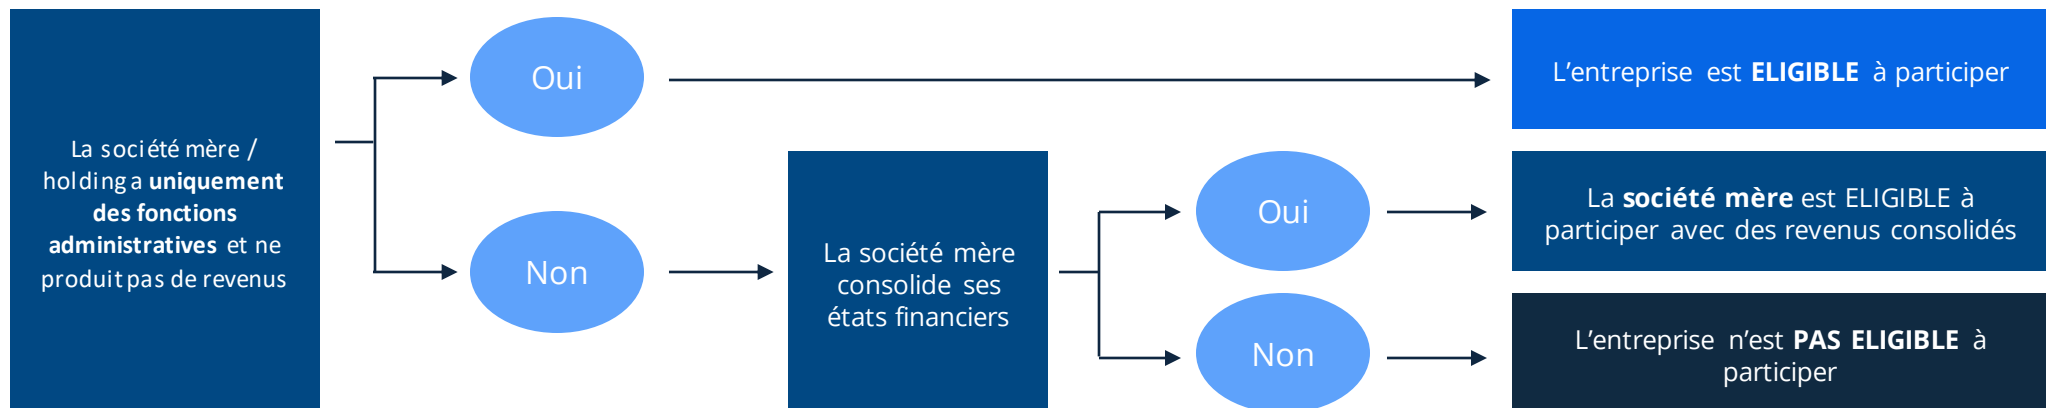 La société mère /
holding a uniquement
des fonctions
administratives et ne
produit pas de revenus
Oui
Non
La société mère
consolide ses
états financiers
Oui
Non
L’entreprise est ELIGIBLE à participer
La société mère est ELIGIBLE à
participer avec des revenus consolidés
L’entreprise n’est PAS ELIGIBLE à
participer